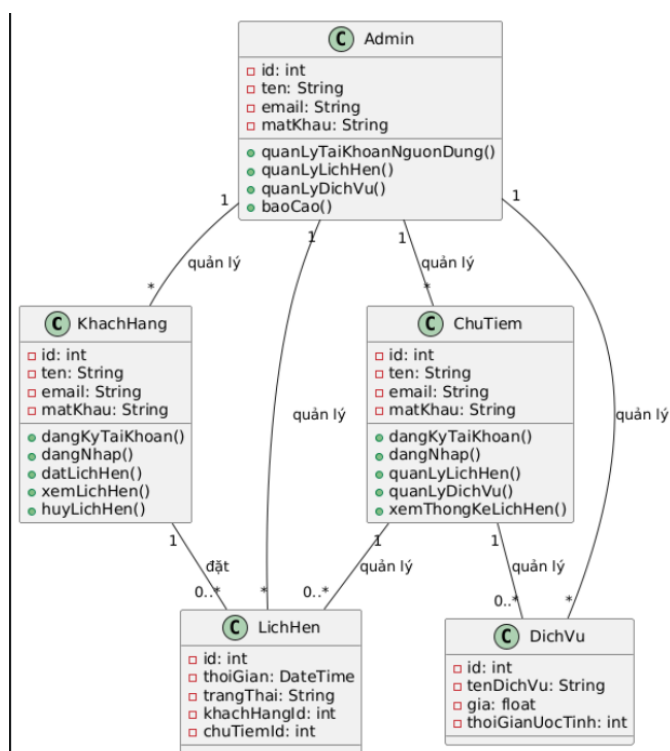 C Admin
id: int
ten: String
email: String
matKhau: String
quanLyTaiKhoanNguonDung()
quanLyLichHen()
quanLyDichVu()
baoCao()
1
1
1
1
quản lý
quản lý
*
*
C KhachHang
id: int
ten: String
email: String
matKhau: String
dangKyTaiKhoan()
dangNhap()
datLichHen()
xemLichHen()
huyLichHen()
quản lý
C ChuTiem
id: int
ten: String
email: String
matKhau: String
dangKyTaiKhoan()
dangNhap()
quanLyLichHen()
quanLyDichVu()
xemThongKeLichHen()
quản lý
1
1
1
đặt
quản lý
quản lý
0..*
*
0..*
0..*
*
C LichHen
id: int
thoiGian: DateTime
trangThai: String
khachHangId: int
chuTiemId: int
C DichVu
id: int
tenDichVu: String
gia: float
thoiGianUocTinh: int